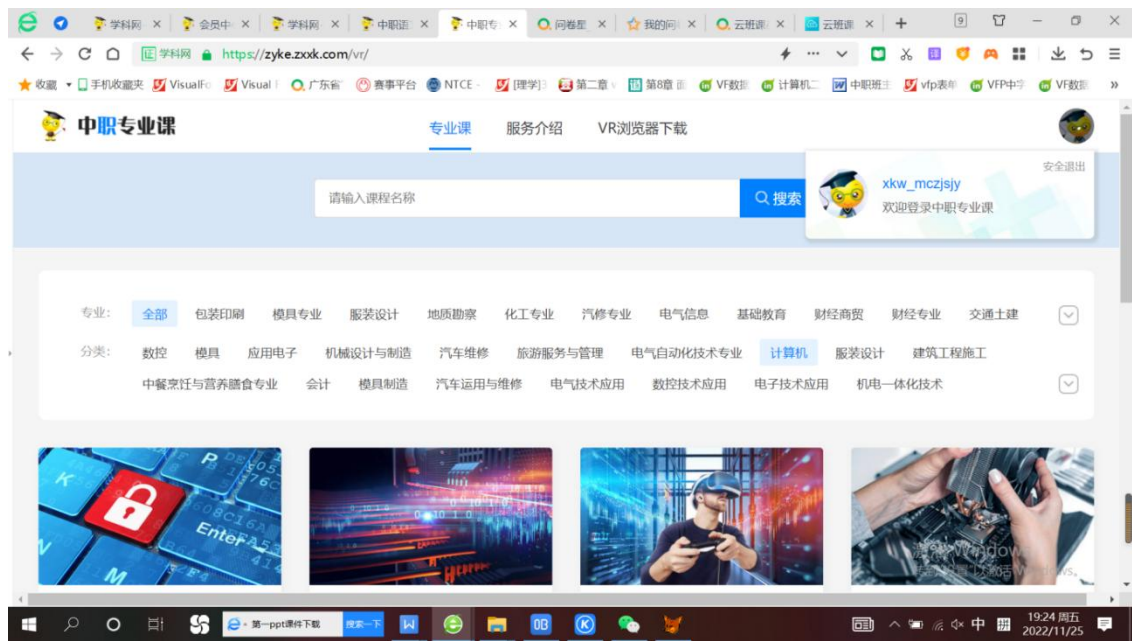 学科网 会员中 学科网 中职语 中职专 问卷星 我的问 云班课 云班课 9
证 学科网 https://zyke.zxxk.com/vr/
收藏 手机收藏夹 VisualFo Visual F 广东省 赛事平台 NTCE - [理学]3 第二章 v 第8章 面 VF数据 计算机二 中职班主 vfp表单 VFP中字 VF数据 »
中职专业课 专业课 服务介绍 VR浏览器下载
安全退出
请输入课程名称 搜索
xkw_mczjsjy
欢迎登录中职专业课
专业: 全部 包装印刷 模具专业 服装设计 地质勘察 化工专业 汽修专业 电气信息 基础教育 财经商贸 财经专业 交通土建
分类: 数控 模具 应用电子 机械设计与制造 汽车维修 旅游服务与管理 电气自动化技术专业 计算机 服装设计 建筑工程施工
中餐烹饪与营养膳食专业 会计 模具制造 汽车运用与维修 电气技术应用 数控技术应用 电子技术应用 机电一体化技术
K P Enter N M
激活 Windows
第一ppt课件下载 搜索一下 中 拼 19:24 周五
2022/11/25